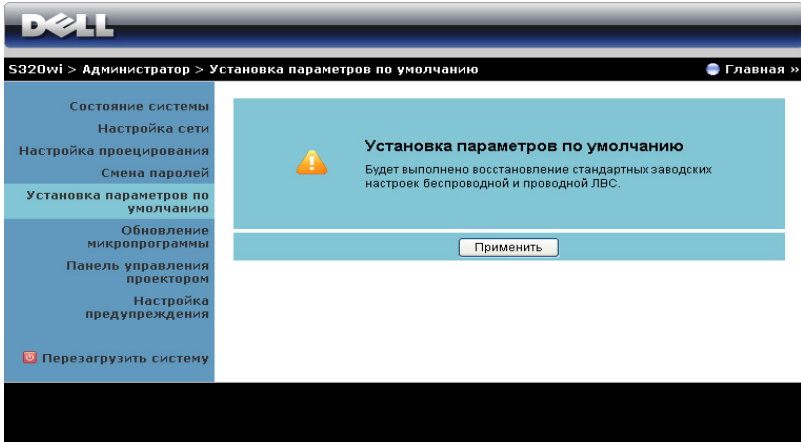 DELL
S320wi > Администратор > Установка параметров по умолчанию
Главная »
Состояние системы
Настройка сети
Настройка проецирования
Смена паролей
Установка параметров по
умолчанию
Обновление
микропрограммы
Панель управления
проектором
Настройка
предупреждения
Перезагрузить систему
Установка параметров по умолчанию
Будет выполнено восстановление стандартных заводских
настроек беспроводной и проводной ЛВС.
Применить